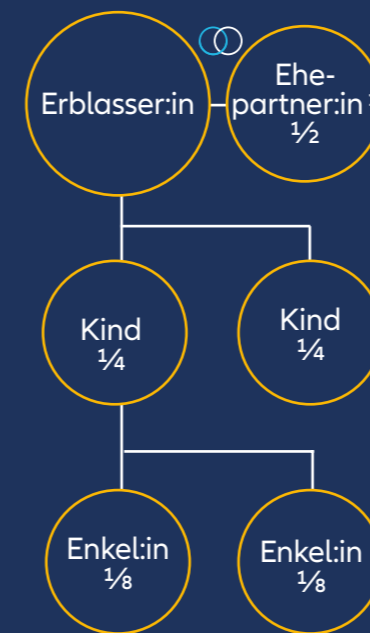 Erblasser:in
Ehe-
partner:in
½
Kind
¼
Kind
¼
Enkel:in
⅛
Enkel:in
⅛